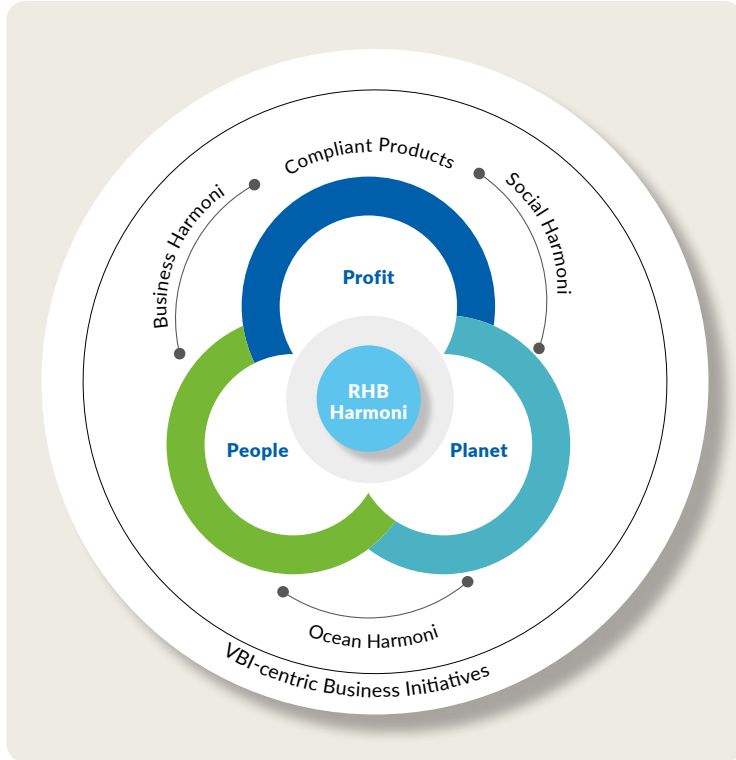 Compliant Products
Business Harmoni
Social Harmoni
Profit
RHB
Harmoni
People
Planet
Ocean Harmoni
VBI-centric Business Initiatives